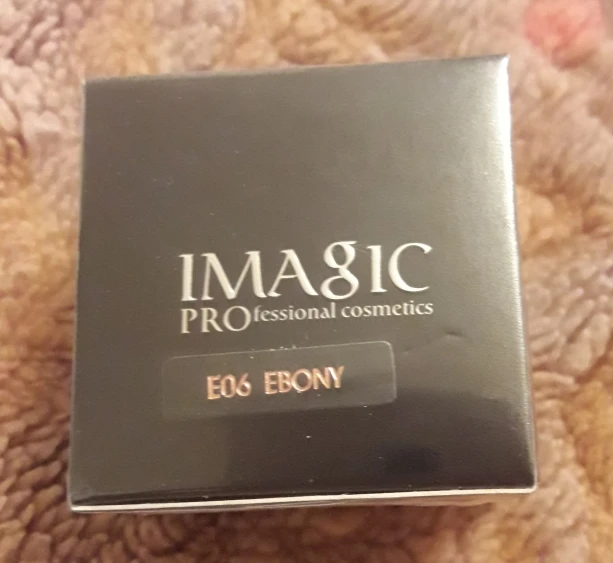 IMAGIC
PROfessional cosmetics
E06 EBONY